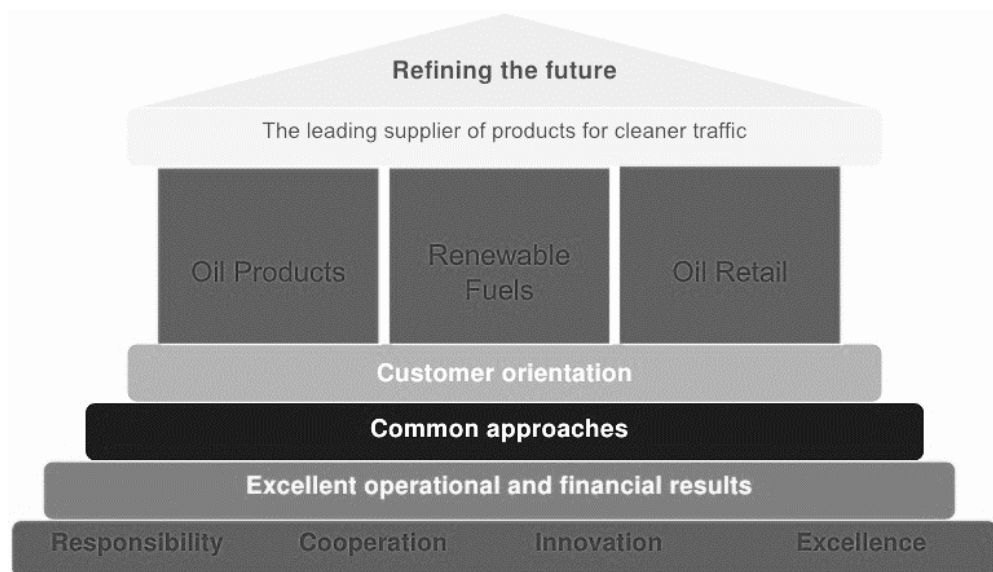 Refining the future
The leading supplier of products for cleaner traffic
Oil Products
Renewable
Fuels
Oil Retail
Customer orientation
Common approaches
Excellent operational and financial results
Responsibility Cooperation Innovation Excellence